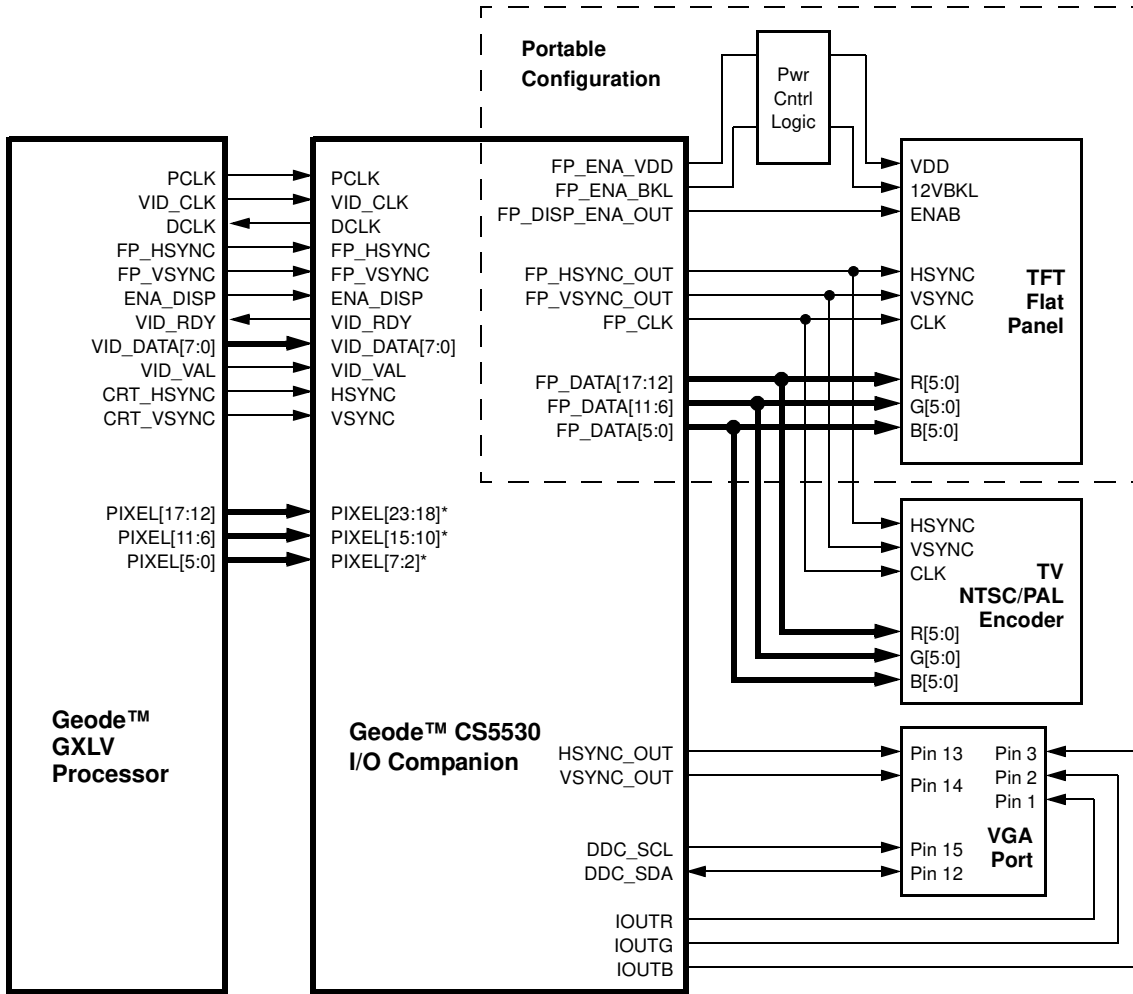 Portable
Configuration
Pwr
Cntrl
Logic
PCLK
VID_CLK
DCLK
FP_HSYNC
FP_VSYNC
ENA_DISP
VID_RDY
VID_DATA[7:0]
VID_VAL
CRT_HSYNC
CRT_VSYNC
PIXEL[17:12]
PIXEL[11:6]
PIXEL[5:0]
Geode™
GXLV
Processor
PCLK
VID_CLK
DCLK
FP_HSYNC
FP_VSYNC
ENA_DISP
VID_RDY
VID_DATA[7:0]
VID_VAL
HSYNC
VSYNC
PIXEL[23:18]*
PIXEL[15:10]*
PIXEL[7:2]*
Geode™ CS5530
I/O Companion
FP_ENA_VDD
FP_ENA_BKL
FP_DISP_ENA_OUT
FP_HSYNC_OUT
FP_VSYNC_OUT
FP_CLK
FP_DATA[17:12]
FP_DATA[11:6]
FP_DATA[5:0]
HSYNC_OUT
VSYNC_OUT
DDC_SCL
DDC_SDA
IOUTR
IOUTG
IOUTB
VDD
12VBKL
ENAB
HSYNC
VSYNC
CLK
R[5:0]
G[5:0]
B[5:0]
TFT
Flat
Panel
HSYNC
VSYNC
CLK
R[5:0]
G[5:0]
B[5:0]
TV
NTSC/PAL
Encoder
Pin 13
Pin 14
Pin 15
Pin 12
Pin 3
Pin 2
Pin 1
VGA
Port